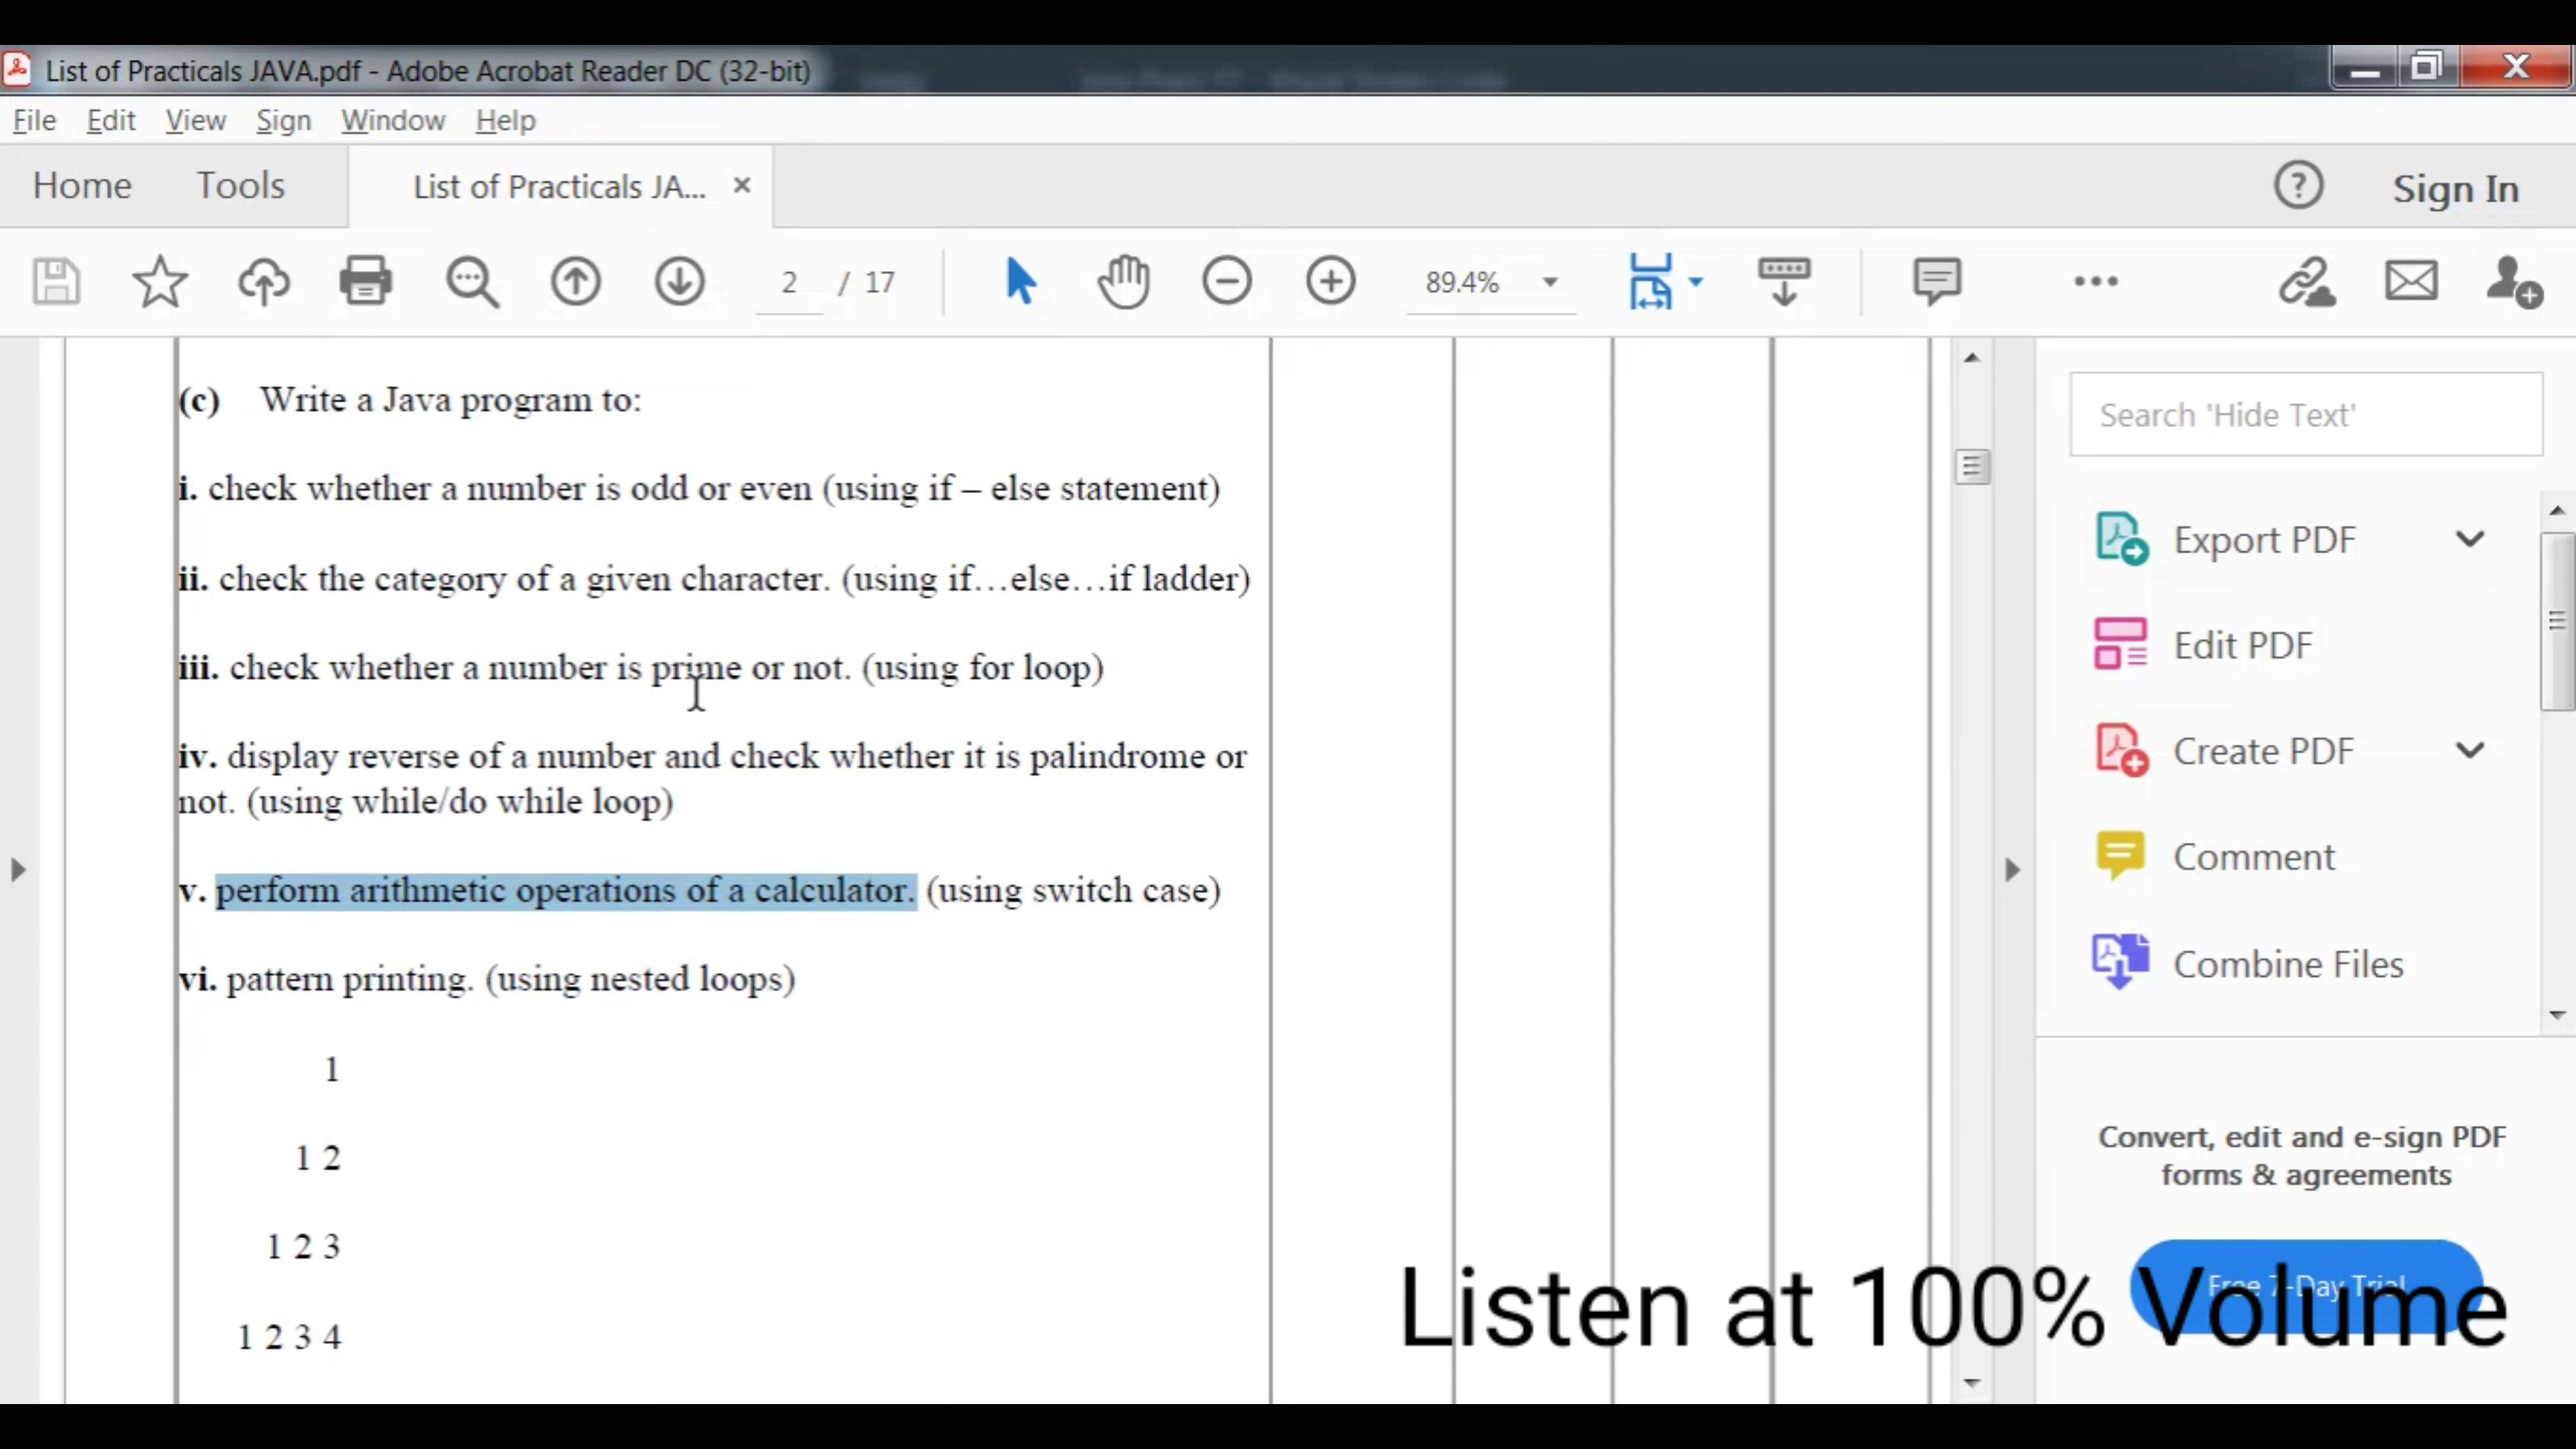 List of Practicals JAVA.pdf - Adobe Acrobat Reader DC (32-bit)
File Edit View Sign Window Help
Home Tools List of Practicals JA... Sign In
2 / 17 89.4%
(c) Write a Java program to:
i. check whether a number is odd or even (using if – else statement)
ii. check the category of a given character. (using if…else…if ladder)
iii. check whether a number is prime or not. (using for loop)
iv. display reverse of a number and check whether it is palindrome or
not. (using while/do while loop)
v. perform arithmetic operations of a calculator. (using switch case)
vi. pattern printing. (using nested loops)
1
1 2
1 2 3
1 2 3 4
Search 'Hide Text'
Export PDF
Edit PDF
Create PDF
Comment
Combine Files
Convert, edit and e-sign PDF
forms & agreements
Free 7-Day Trial
Listen at 100% Volume